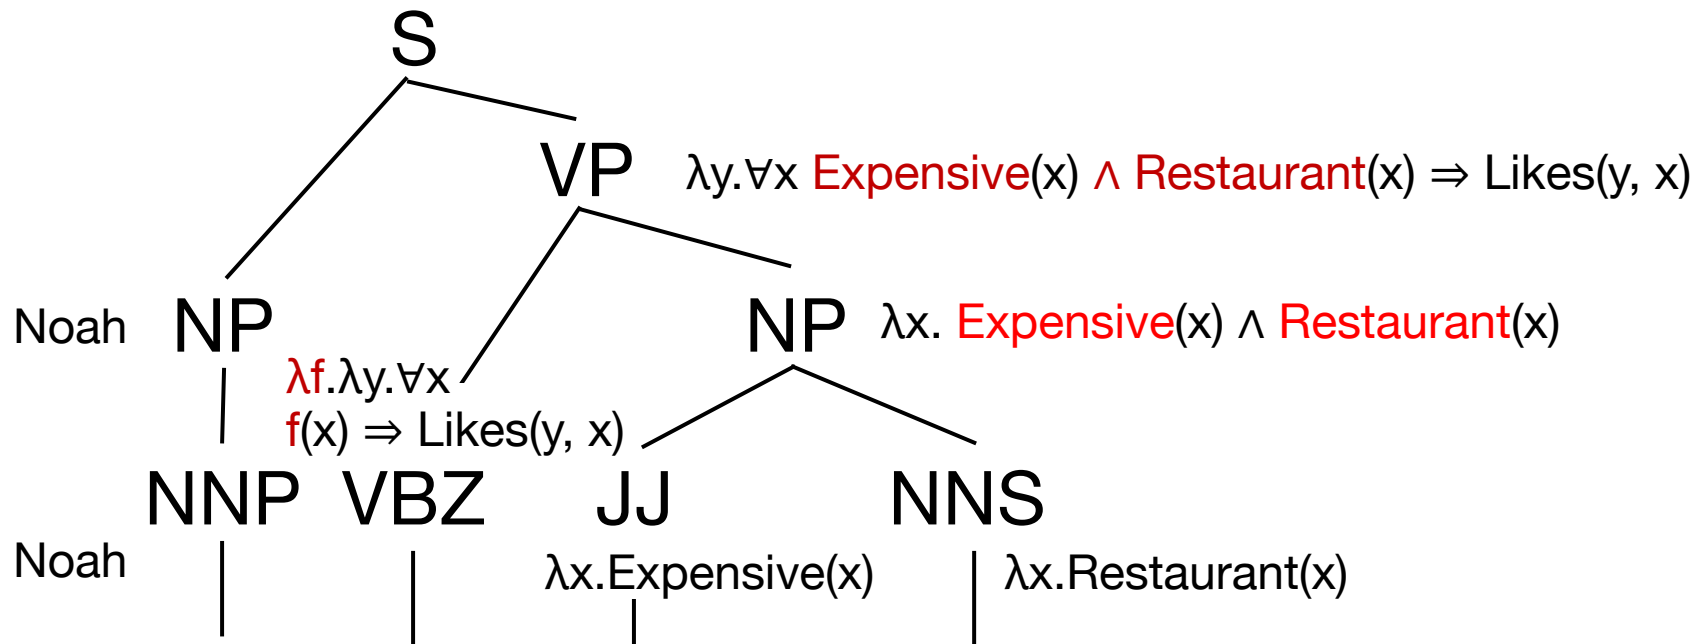 S
VP λy.∀x Expensive(x) ∧ Restaurant(x) ⇒ Likes(y, x)
Noah NP NP λx. Expensive(x) ∧ Restaurant(x)
λf.λy.∀x
f(x) ⇒ Likes(y, x)
NNP VBZ JJ NNS
Noah λx.Expensive(x) λx.Restaurant(x)